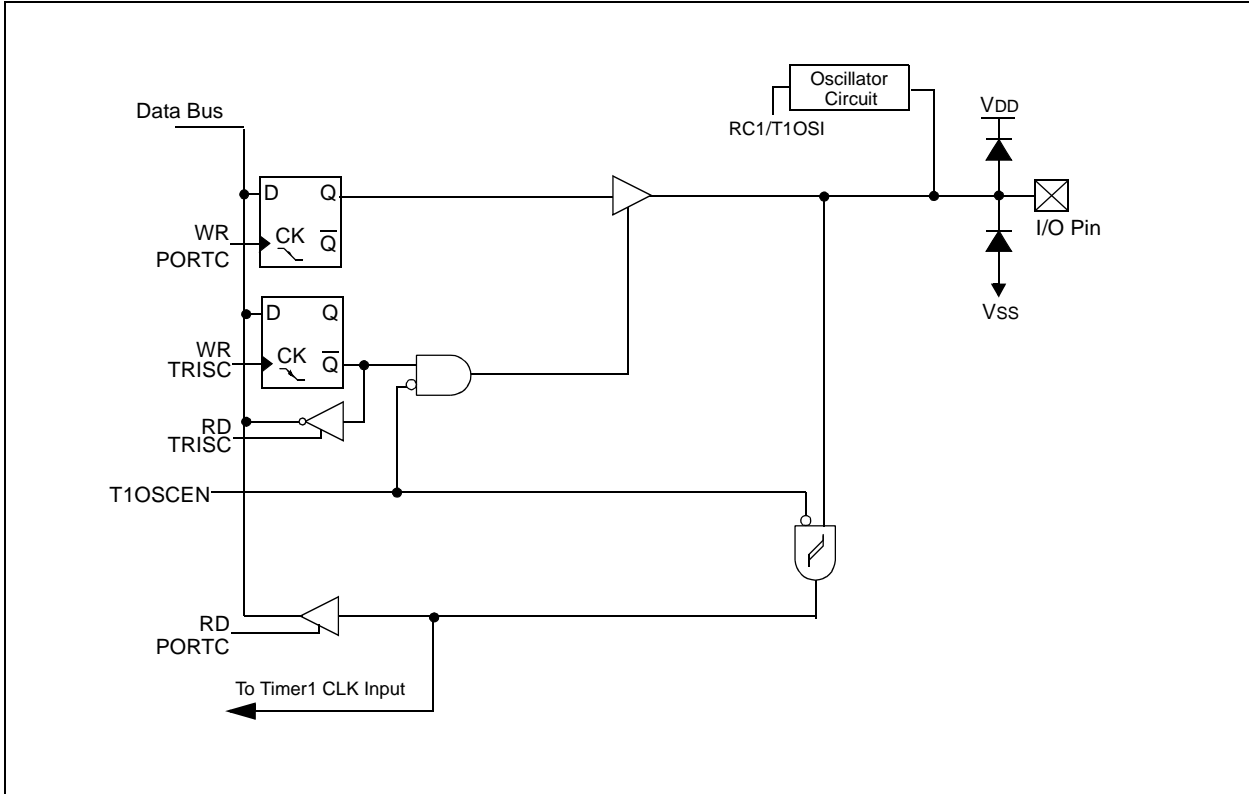 Oscillator
Circuit
RC1/T1OSI
VDD
Data Bus
D Q
CK Q̅
WR
PORTC
I/O Pin
VSS
D Q
CK Q̅
WR
TRISC
RD
TRISC
T1OSCEN
RD
PORTC
To Timer1 CLK Input